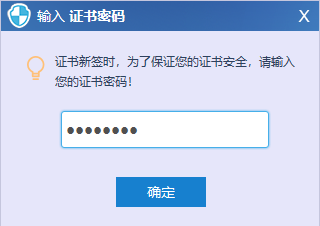 输入 证书密码 X
证书新签时，为了保证您的证书安全，请输入
您的证书密码！
●●●●●●●●
确定